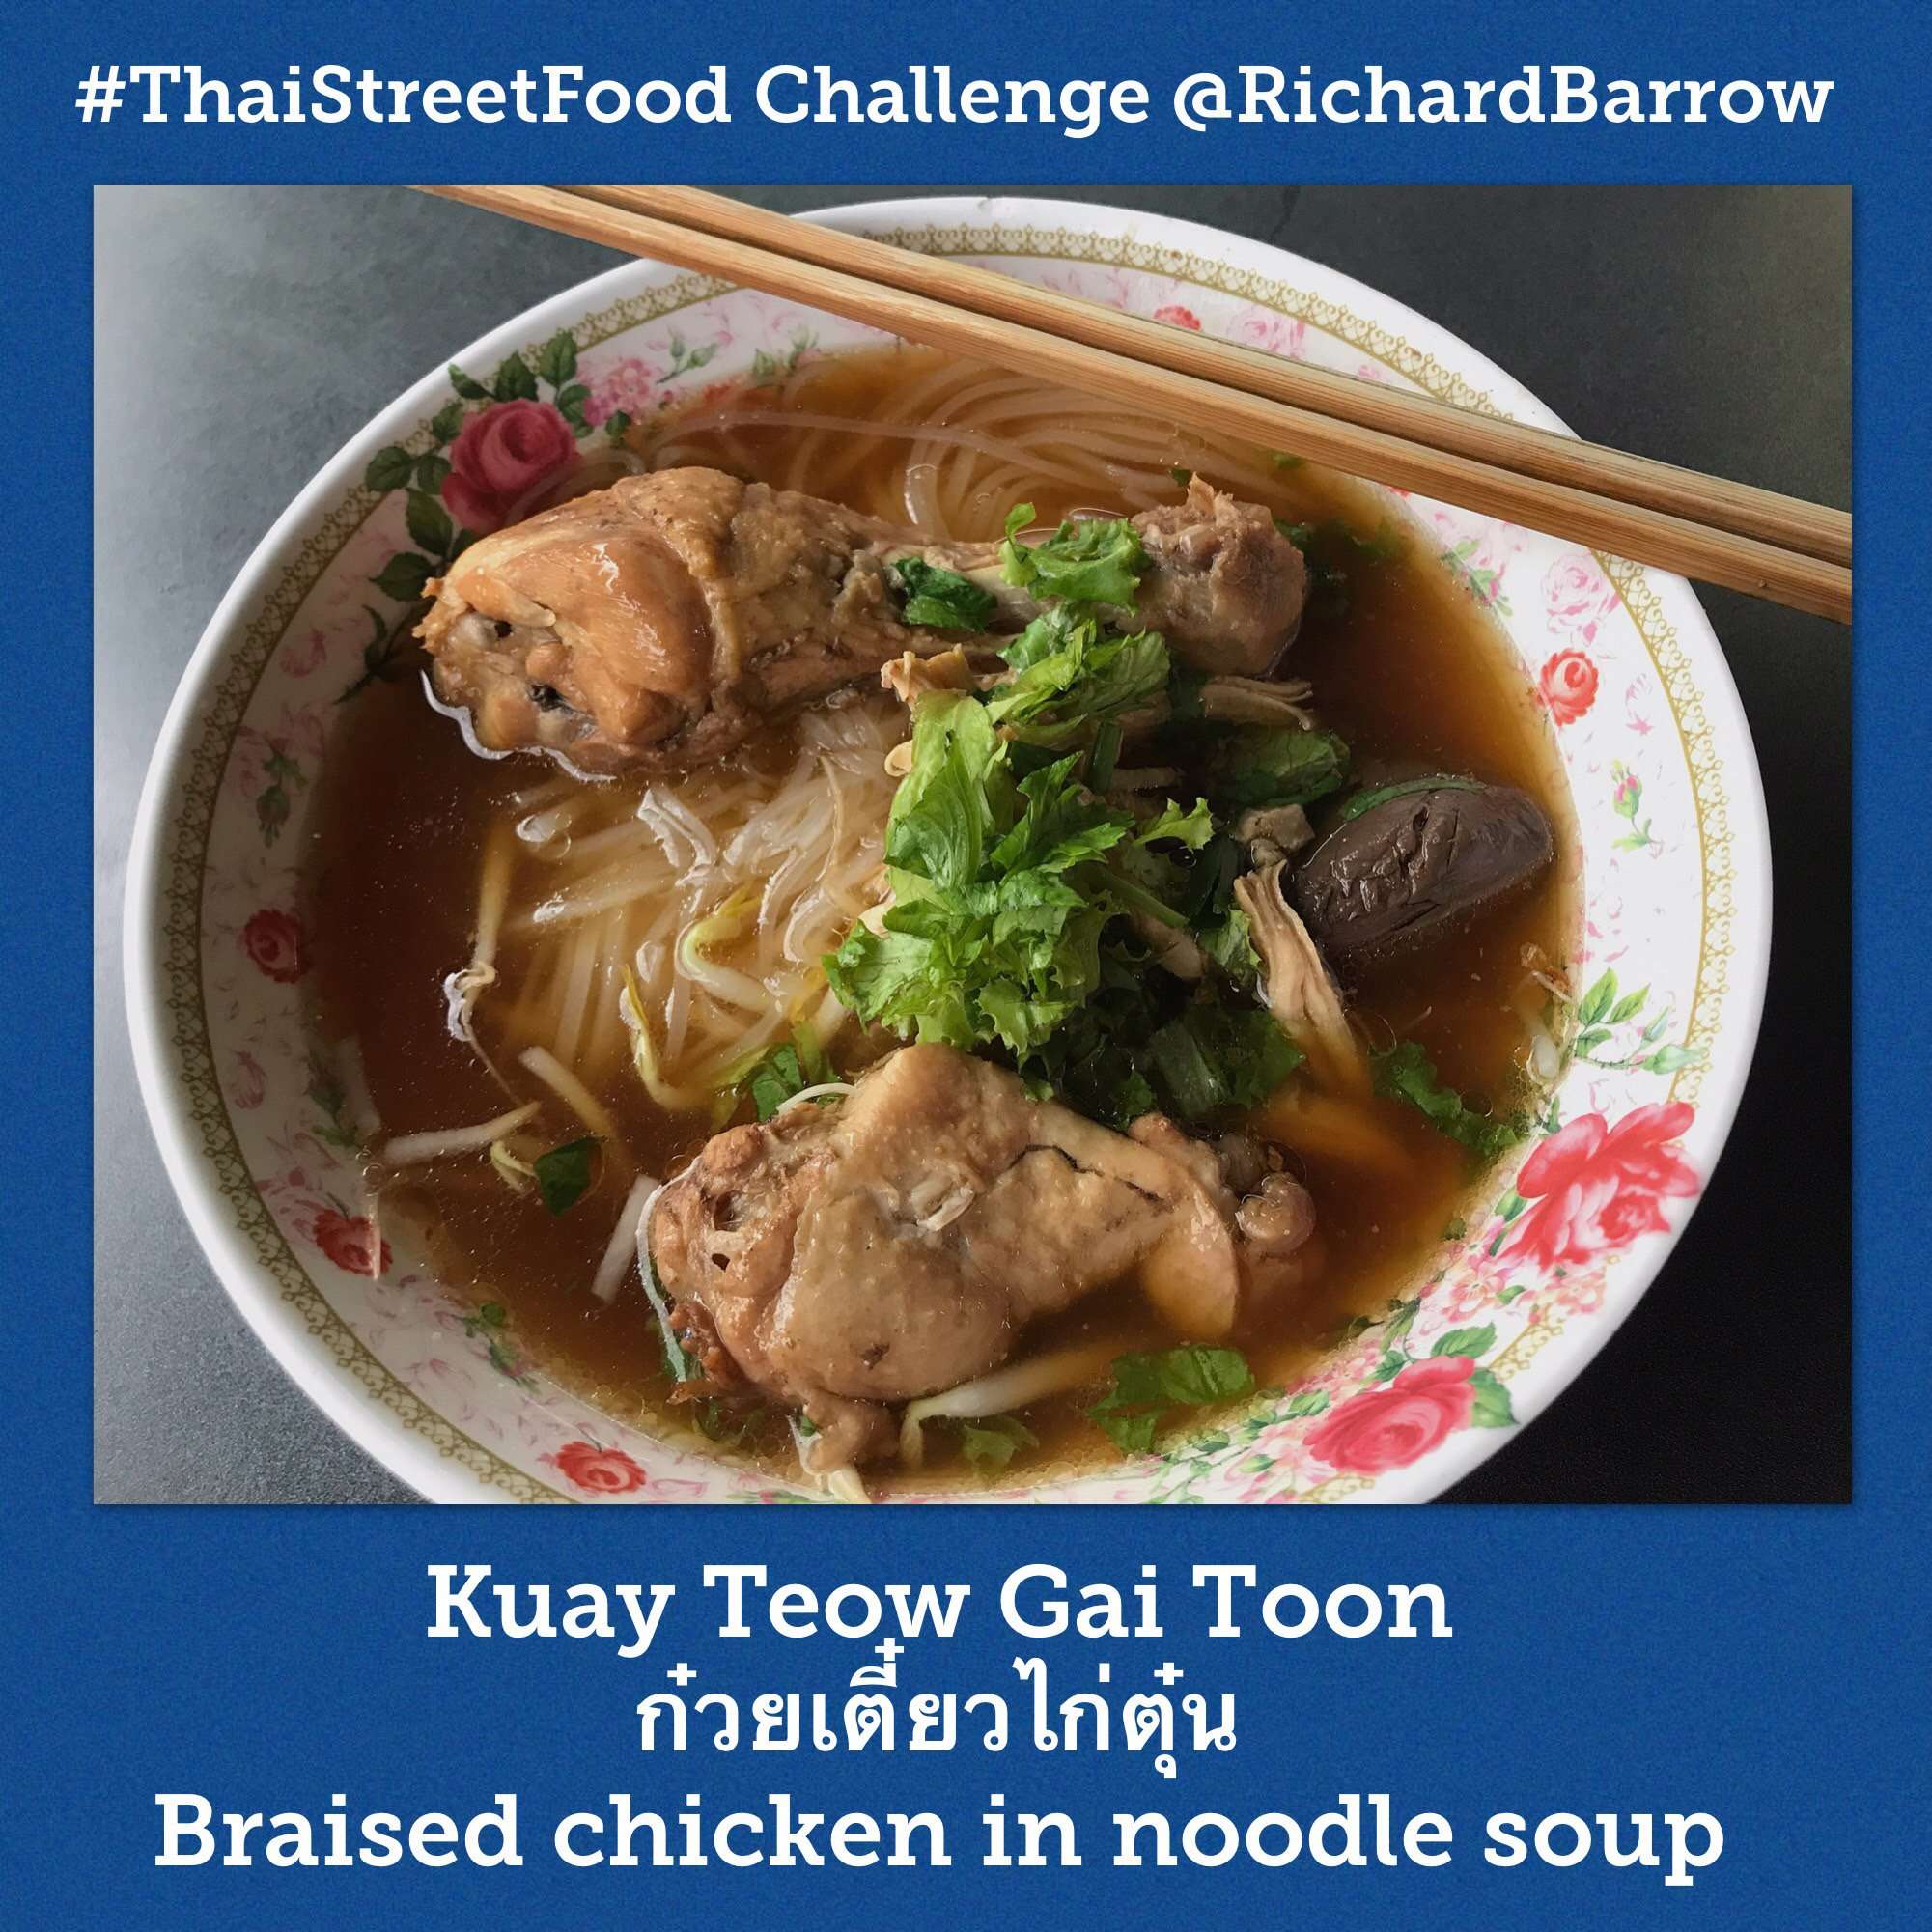 #ThaiStreetFood Challenge @RichardBarrow
Kuay Teow Gai Toon
ก๋วยเตี๋ยวไก่ตุ๋น
Braised chicken in noodle soup